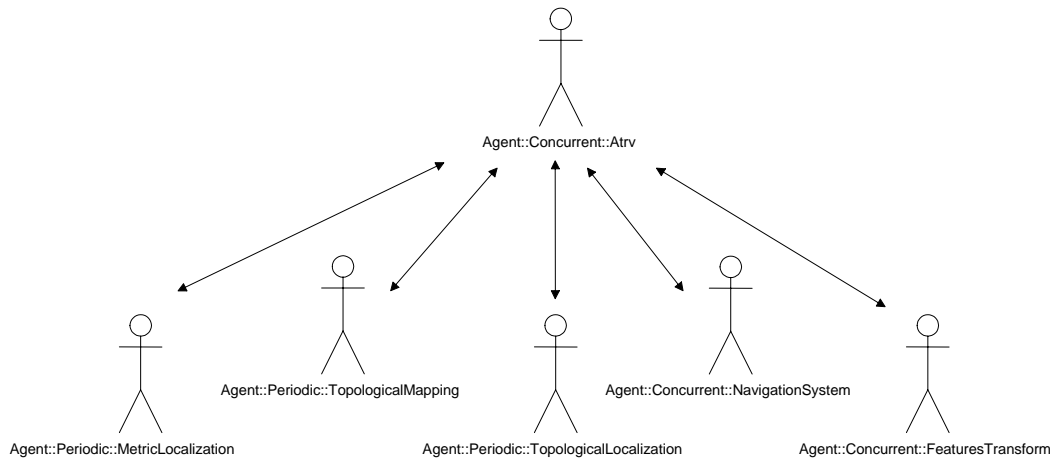 Agent::Concurrent::Atrv
Agent::Periodic::TopologicalMapping
Agent::Concurrent::NavigationSystem
Agent::Periodic::MetricLocalization
Agent::Periodic::TopologicalLocalization
Agent::Concurrent::FeaturesTransform